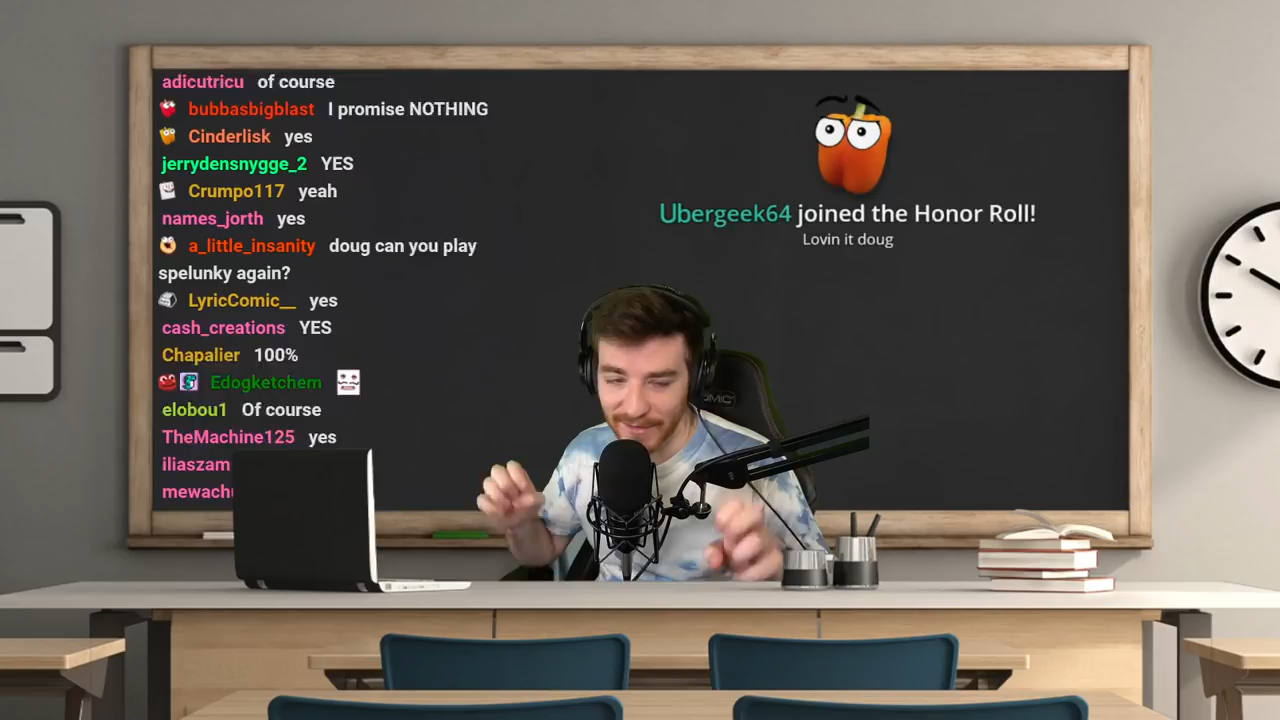 adicutricu of course
bubbasbigblast I promise NOTHING
Cinderlisk yes
jerrydensnygge_2 YES
Crumpo117 yeah
names_jorth yes
a_little_insanity doug can you play
spelunky again?
LyricComic__ yes
cash_creations YES
Chapalier 100%
Edogketchem
elobou1 Of course
TheMachine125 yes
iliaszam
Ubergeek64 joined the Honor Roll!
Lovin it doug